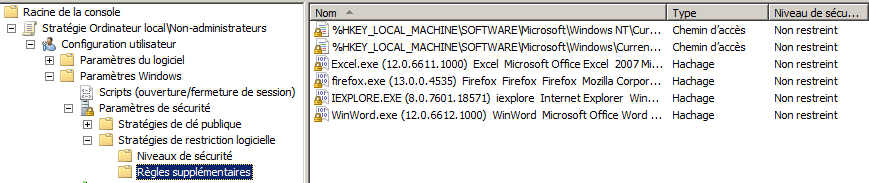 Racine de la console
Stratégie Ordinateur local\Non-administrateurs
Configuration utilisateur
Paramètres du logiciel
Paramètres Windows
Scripts (ouverture/fermeture de session)
Paramètres de sécurité
Stratégies de clé publique
Stratégies de restriction logicielle
Niveaux de sécurité
Règles supplémentaires
Nom Type Niveau de sécu...
%HKEY_LOCAL_MACHINE\SOFTWARE\Microsoft\Windows NT\Cur... Chemin d'accès Non restreint
%HKEY_LOCAL_MACHINE\SOFTWARE\Microsoft\Windows\Curren... Chemin d'accès Non restreint
Excel.exe (12.0.6611.1000) Excel Microsoft Office Excel 2007 Mi... Hachage Non restreint
firefox.exe (13.0.0.4535) Firefox Firefox Firefox Mozilla Corpor... Hachage Non restreint
IEXPLORE.EXE (8.0.7601.18571) iexplore Internet Explorer Win... Hachage Non restreint
WinWord.exe (12.0.6612.1000) WinWord Microsoft Office Word ... Hachage Non restreint